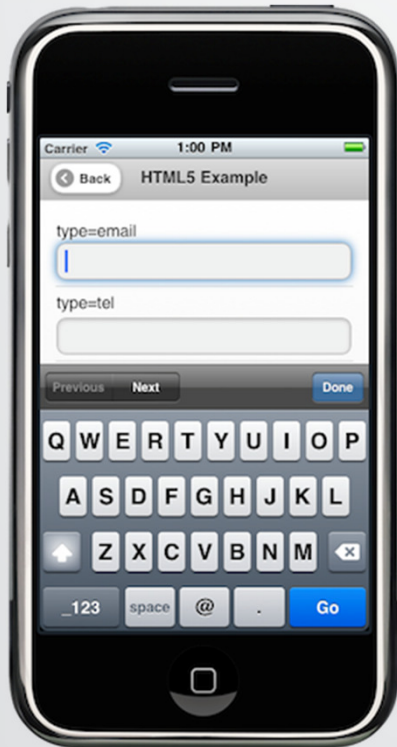 Carrier 1:00 PM
Back HTML5 Example
type=email
type=tel
Previous Next Done
Q W E R T Y U I O P
A S D F G H J K L
Z X C V B N M
_123 space @ . Go